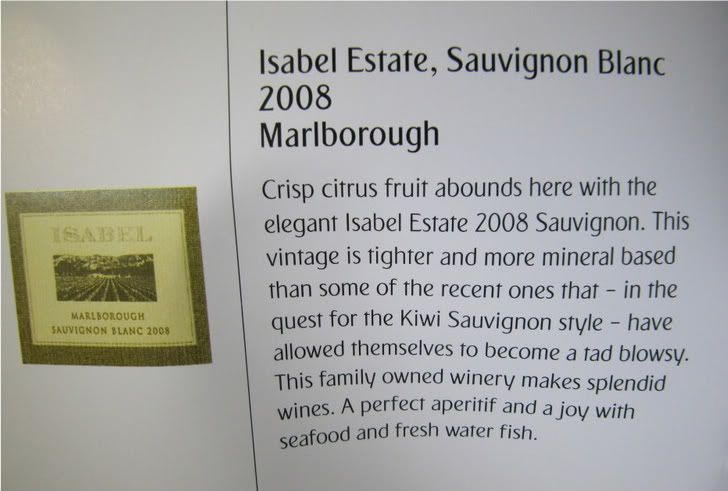 Isabel Estate, Sauvignon Blanc
2008
Marlborough
Crisp citrus fruit abounds here with the
elegant Isabel Estate 2008 Sauvignon. This
vintage is tighter and more mineral based
than some of the recent ones that – in the
quest for the Kiwi Sauvignon style – have
allowed themselves to become a tad blowsy.
This family owned winery makes splendid
wines. A perfect aperitif and a joy with
seafood and fresh water fish.
ISABEL
MARLBOROUGH
SAUVIGNON BLANC 2008